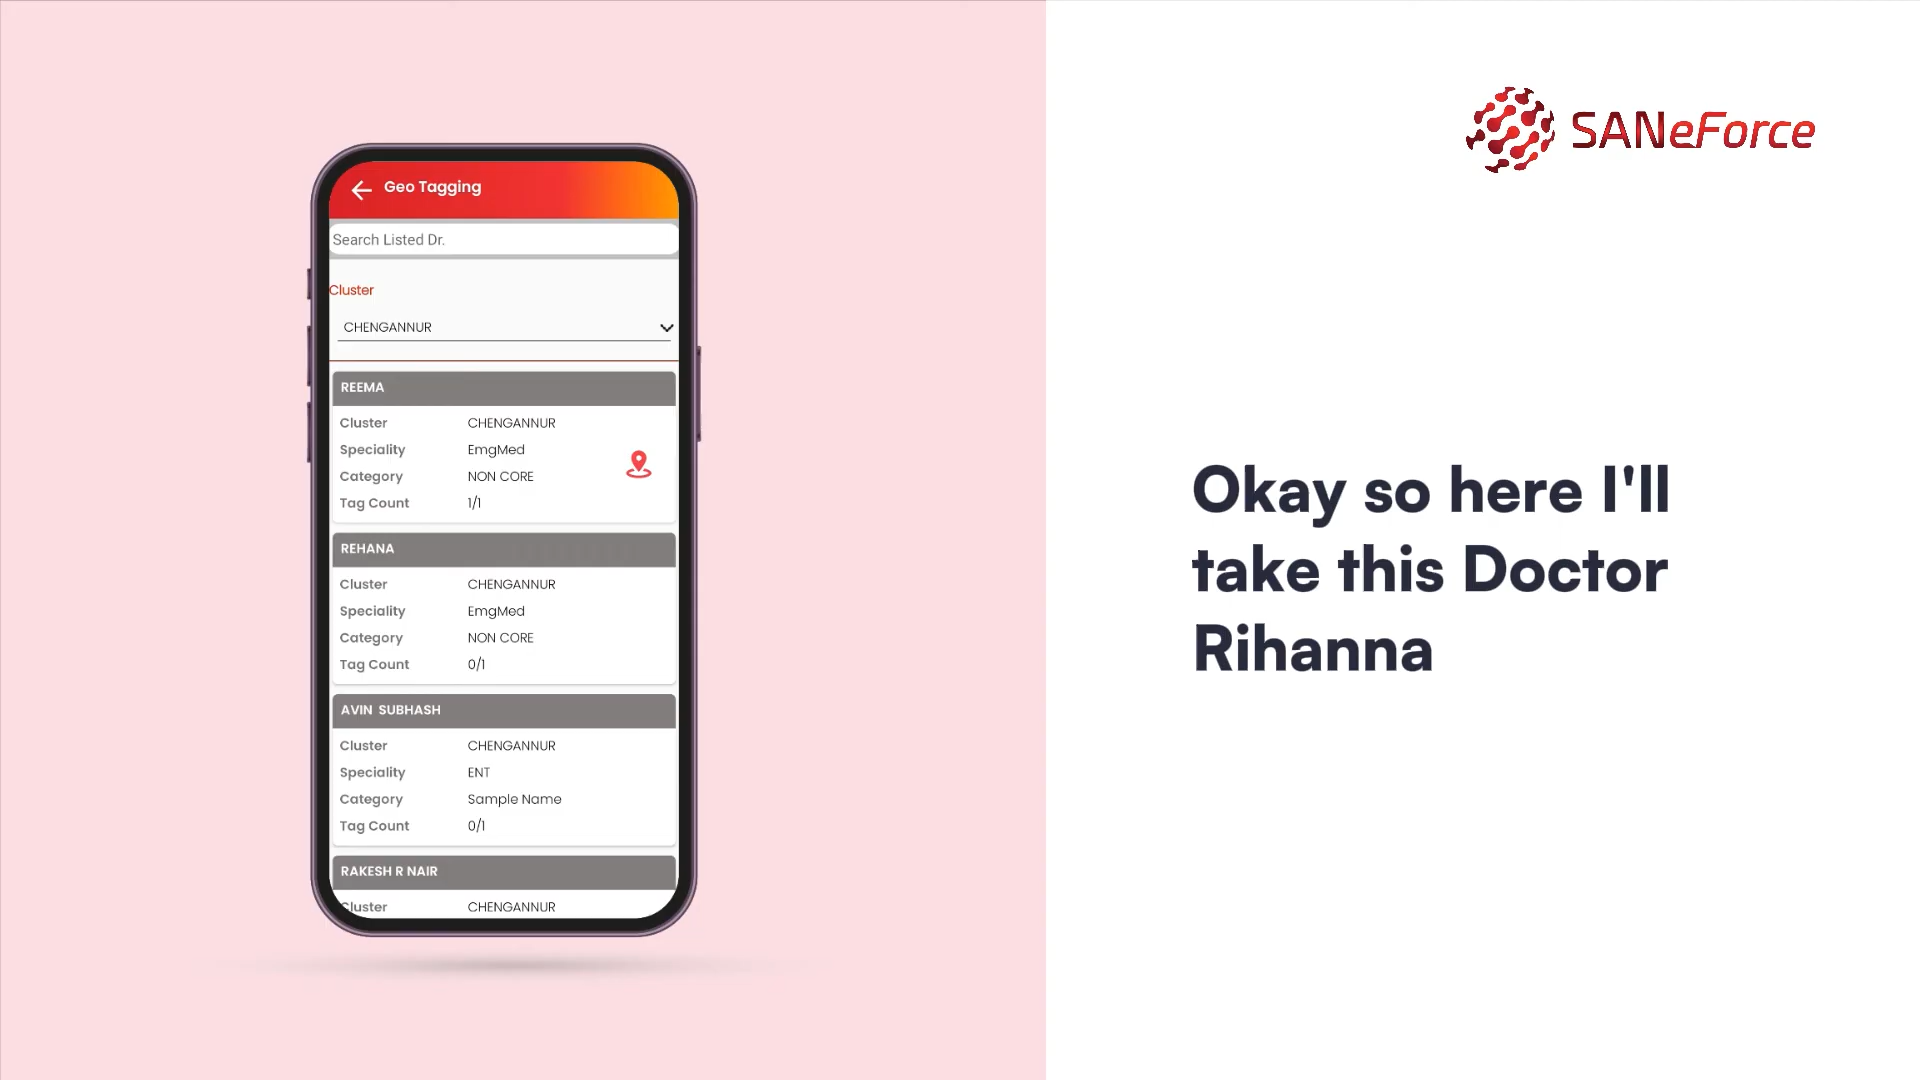 Geo Tagging
Search Listed Dr.
Cluster
CHENGANNUR
REEMA
Cluster CHENGANNUR
Speciality EmgMed
Category NON CORE
Tag Count 1/1
REHANA
Cluster CHENGANNUR
Speciality EmgMed
Category NON CORE
Tag Count 0/1
AVIN SUBHASH
Cluster CHENGANNUR
Speciality ENT
Category Sample Name
Tag Count 0/1
RAKESH R NAIR
Cluster CHENGANNUR
SANeForce
Okay so here I'll
take this Doctor
Rihanna